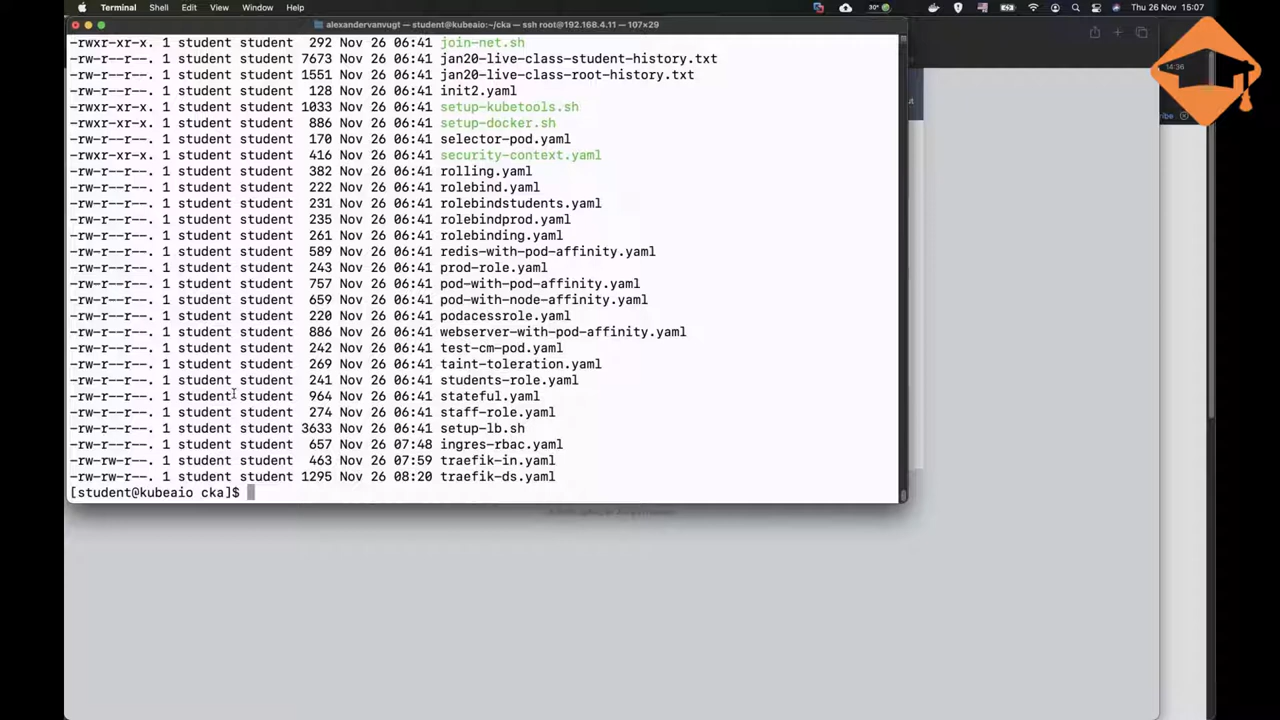 Terminal Shell Edit View Window Help 30° Thu 26 Nov 15:07
alexandervanvugt — student@kubeaio:~/cka — ssh root@192.168.4.11 — 107×29
14:36
-rwxr-xr-x. 1 student student 292 Nov 26 06:41 join-net.sh
-rw-r--r--. 1 student student 7673 Nov 26 06:41 jan20-live-class-student-history.txt
-rw-r--r--. 1 student student 1551 Nov 26 06:41 jan20-live-class-root-history.txt
-rw-r--r--. 1 student student 128 Nov 26 06:41 init2.yaml
-rwxr-xr-x. 1 student student 1033 Nov 26 06:41 setup-kubetools.sh
-rwxr-xr-x. 1 student student 886 Nov 26 06:41 setup-docker.sh
-rw-r--r--. 1 student student 170 Nov 26 06:41 selector-pod.yaml
-rwxr-xr-x. 1 student student 416 Nov 26 06:41 security-context.yaml
-rw-r--r--. 1 student student 382 Nov 26 06:41 rolling.yaml
-rw-r--r--. 1 student student 222 Nov 26 06:41 rolebind.yaml
-rw-r--r--. 1 student student 231 Nov 26 06:41 rolebindstudents.yaml
-rw-r--r--. 1 student student 235 Nov 26 06:41 rolebindprod.yaml
-rw-r--r--. 1 student student 261 Nov 26 06:41 rolebinding.yaml
-rw-r--r--. 1 student student 589 Nov 26 06:41 redis-with-pod-affinity.yaml
-rw-r--r--. 1 student student 243 Nov 26 06:41 prod-role.yaml
-rw-r--r--. 1 student student 757 Nov 26 06:41 pod-with-pod-affinity.yaml
-rw-r--r--. 1 student student 659 Nov 26 06:41 pod-with-node-affinity.yaml
-rw-r--r--. 1 student student 220 Nov 26 06:41 podacessrole.yaml
-rw-r--r--. 1 student student 886 Nov 26 06:41 webserver-with-pod-affinity.yaml
-rw-r--r--. 1 student student 242 Nov 26 06:41 test-cm-pod.yaml
-rw-r--r--. 1 student student 269 Nov 26 06:41 taint-toleration.yaml
-rw-r--r--. 1 student student 241 Nov 26 06:41 students-role.yaml
-rw-r--r--. 1 student student 964 Nov 26 06:41 stateful.yaml
-rw-r--r--. 1 student student 274 Nov 26 06:41 staff-role.yaml
-rw-r--r--. 1 student student 3633 Nov 26 06:41 setup-lb.sh
-rw-r--r--. 1 student student 657 Nov 26 07:48 ingres-rbac.yaml
-rw-rw-r--. 1 student student 463 Nov 26 07:59 traefik-in.yaml
-rw-rw-r--. 1 student student 1295 Nov 26 08:20 traefik-ds.yaml
[student@kubeaio cka]$